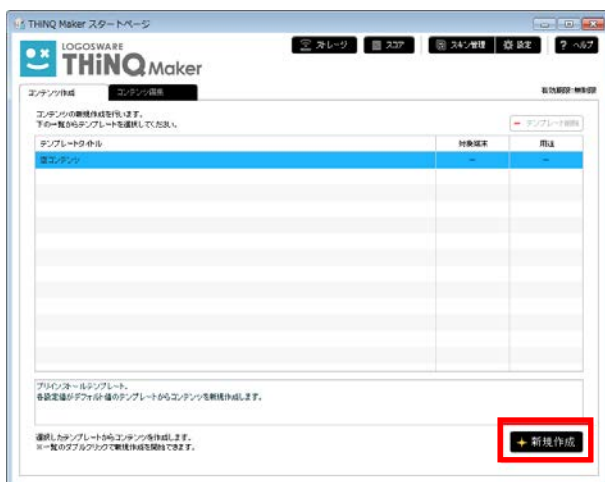 THiNQ Maker スタートページ
LOGOSWARE
THiNQ Maker
ストレージ
スコア
スキン管理
設定
? ヘルプ
コンテンツ作成
コンテンツ編集
有効期限:無制限
コンテンツの新規作成を行います。
下の一覧からテンプレートを選択してください。
テンプレート削除
テンプレートタイトル
対象端末
用途
空コンテンツ
ー
ー
プリインストールテンプレート。
各設定値がデフォルト値のテンプレートからコンテンツを新規作成します。
選択したテンプレートからコンテンツを作成します。
※一覧のダブルクリックで新規作成を開始できます。
新規作成